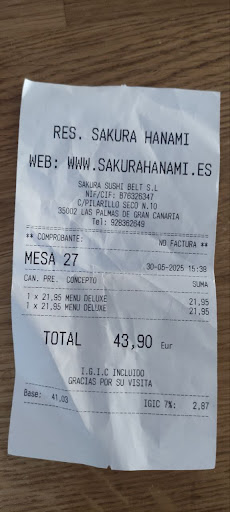 RES. SAKURA HANAMI
WEB: WWW.SAKURAHANAMI.ES
SAKURA SUSHI BELT S.L
NIF/CIF: B76325347
C/PILARILLO SECO N.10
35002 LAS PALMAS DE GRAN CANARIA
Tel: 928362649
** COMPROBANTE: NO FACTURA **
MESA 27 30-05-2025 15:38
CAN. PRE. CONCEPTO SUMA
1 x 21,95 MENU DELUXE 21,95
1 x 21,95 MENU DELUXE 21,95
TOTAL 43,90 Eur
I.G.I.C INCLUIDO
GRACIAS POR SU VISITA
Base: 41,03 IGIC 7%: 2,87